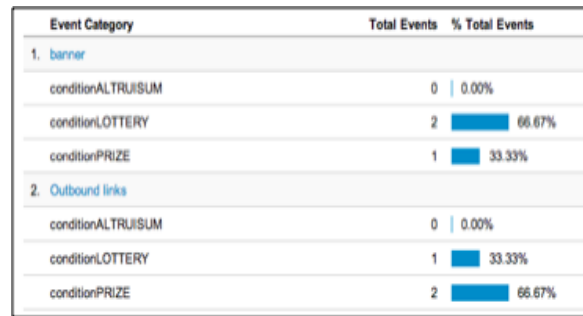 Event Category Total Events % Total Events
1. banner
conditionALTRUISUM 0 0.00%
conditionLOTTERY 2 66.67%
conditionPRIZE 1 33.33%
2. Outbound links
conditionALTRUISUM 0 0.00%
conditionLOTTERY 1 33.33%
conditionPRIZE 2 66.67%